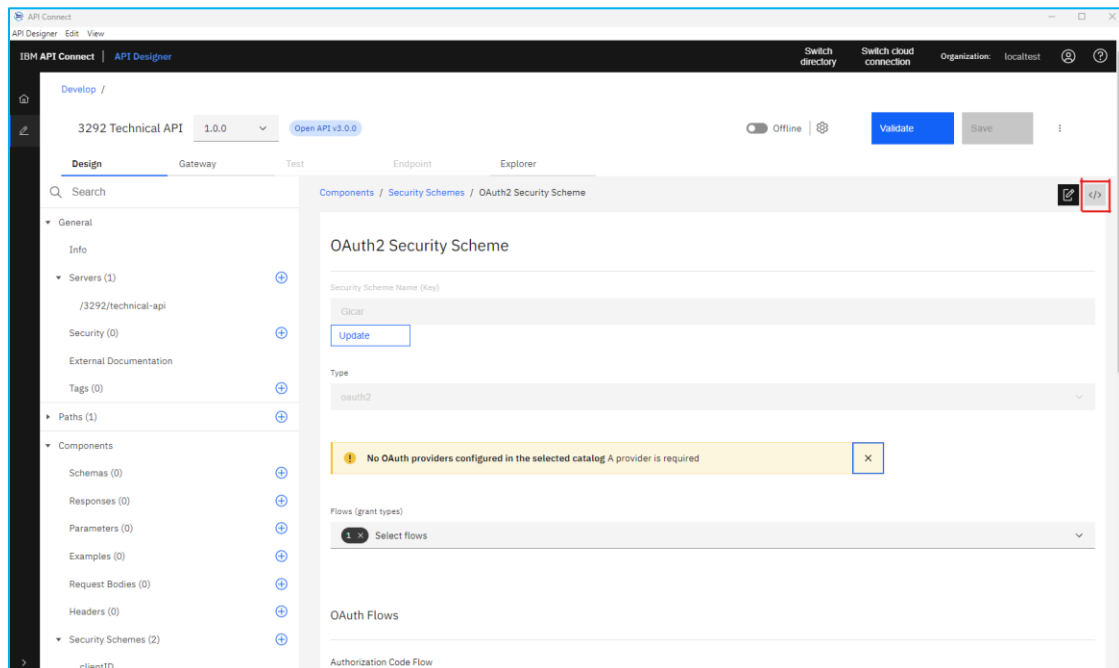 API Connect
API Designer Edit View
IBM API Connect | API Designer
Switch directory
Switch cloud connection
Organization: localtest
Develop /
3292 Technical API 1.0.0 Open API v3.0.0
Offline Validate Save
Design Gateway Test Endpoint Explorer
Search
Components / Security Schemes / OAuth2 Security Scheme
</>
General
Info
Servers (1)
/3292/technical-api
Security (0)
External Documentation
Tags (0)
Paths (1)
Components
Schemas (0)
Responses (0)
Parameters (0)
Examples (0)
Request Bodies (0)
Headers (0)
Security Schemes (2)
clientID
OAuth2 Security Scheme
Security Scheme Name (Key)
Gicar
Update
Type
oauth2
No OAuth providers configured in the selected catalog A provider is required
Flows (grant types)
1 × Select flows
OAuth Flows
Authorization Code Flow